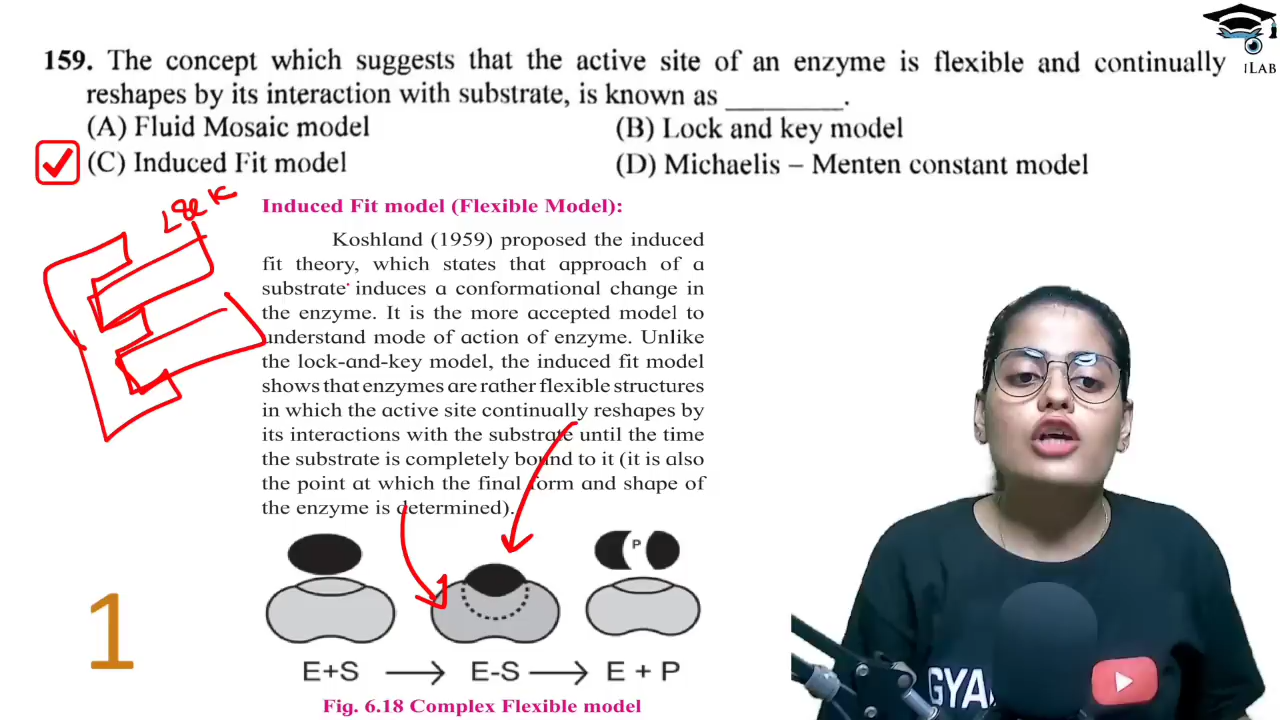 159. The concept which suggests that the active site of an enzyme is flexible and continually
reshapes by its interaction with substrate, is known as ________.
(A) Fluid Mosaic model
(B) Lock and key model
(C) Induced Fit model
(D) Michaelis – Menten constant model
Induced Fit model (Flexible Model):
Koshland (1959) proposed the induced
fit theory, which states that approach of a
substrate induces a conformational change in
the enzyme. It is the more accepted model to
understand mode of action of enzyme. Unlike
the lock-and-key model, the induced fit model
shows that enzymes are rather flexible structures
in which the active site continually reshapes by
its interactions with the substrate until the time
the substrate is completely bound to it (it is also
the point at which the final form and shape of
the enzyme is determined).
P
E+S E-S E + P
Fig. 6.18 Complex Flexible model
1
LAB
GYA